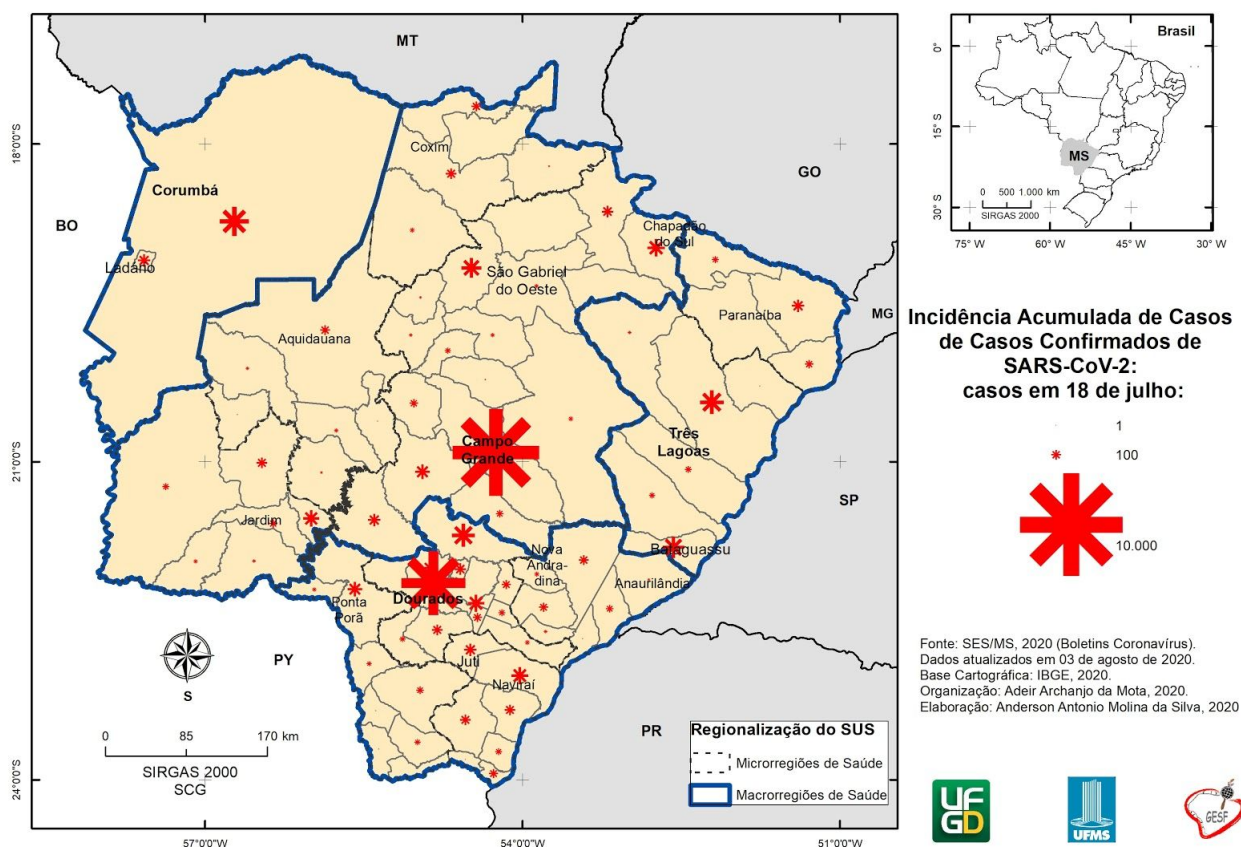 MT
GO
BO
MG
SP
PY
PR
Coxim
Corumbá
Ladário
Chapadão
do Sul
São Gabriel
do Oeste
Paranaíba
Aquidauana
Campo
Grande
Três
Lagoas
Jardim
Nova
Andra-
dina
Bataguassu
Anaurilândia
Ponta
Porã
Dourados
Juti
Naviraí
18°0'0"S
21°0'0"S
24°0'0"S
57°0'0"W
54°0'0"W
51°0'0"W
S
0 85 170 km
SIRGAS 2000
SCG
Regionalização do SUS
Microrregiões de Saúde
Macrorregiões de Saúde
Brasil
0°
15° S
30° S
MS
0 500 1.000 km
SIRGAS 2000
75° W 60° W 45° W 30° W
Incidência Acumulada de Casos
de Casos Confirmados de
SARS-CoV-2:
casos em 18 de julho:
1
100
10.000
Fonte: SES/MS, 2020 (Boletins Coronavírus).
Dados atualizados em 03 de agosto de 2020.
Base Cartográfica: IBGE, 2020.
Organização: Adeir Archanjo da Mota, 2020.
Elaboração: Anderson Antonio Molina da Silva, 2020
UFGD
UFMS
GESF